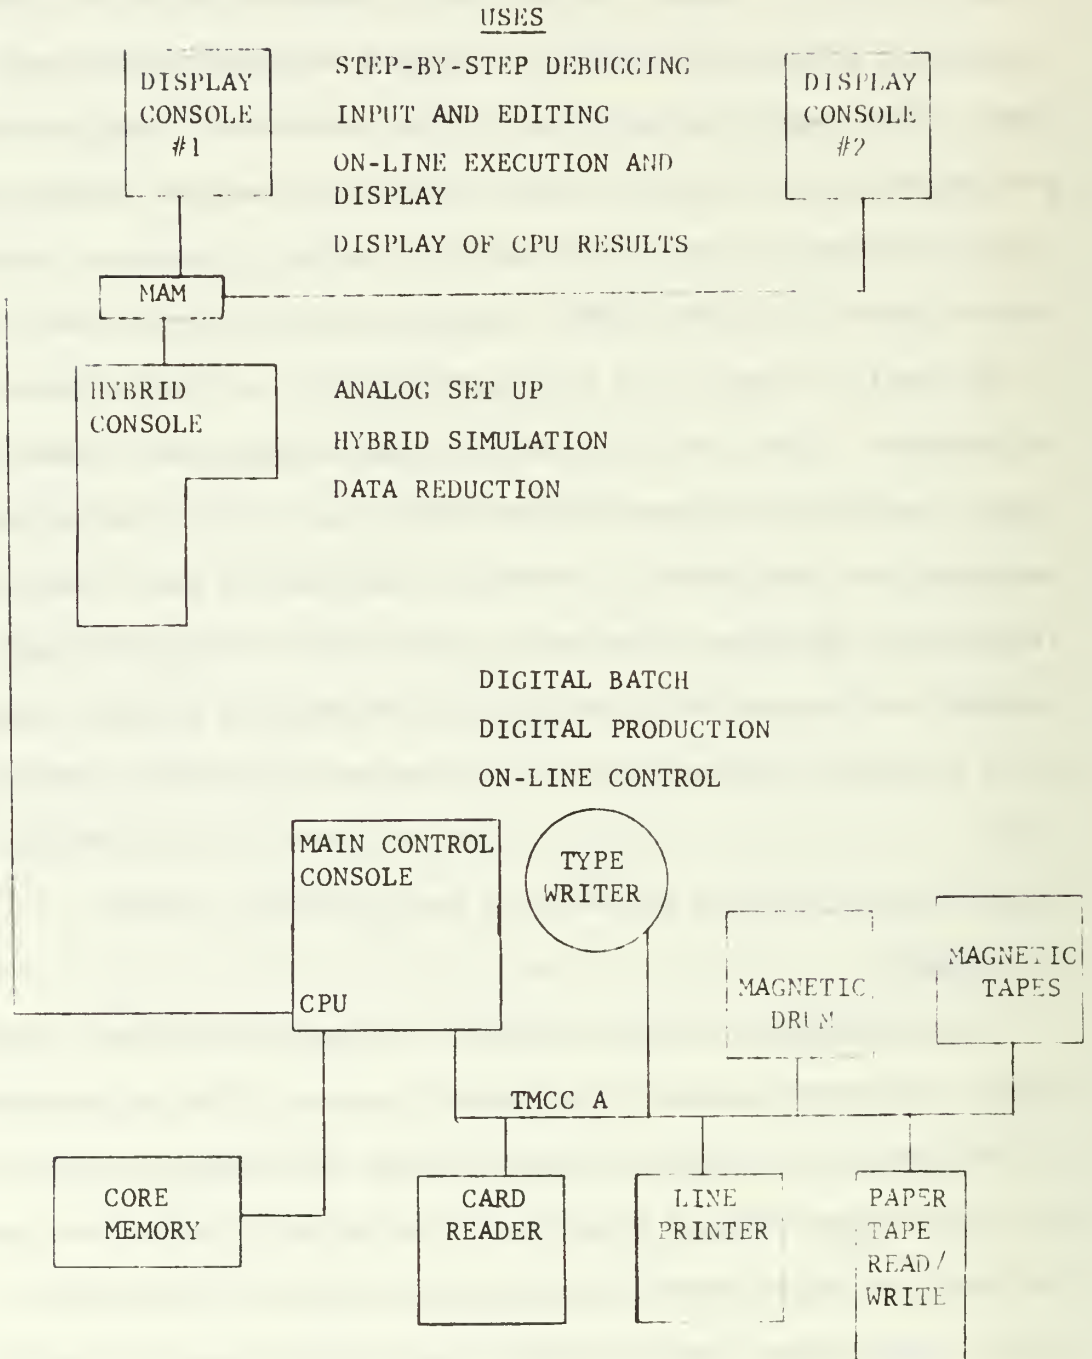 USES
DISPLAY
CONSOLE
#1
STEP-BY-STEP DEBUGGING
INPUT AND EDITING
ON-LINE EXECUTION AND
DISPLAY
DISPLAY OF CPU RESULTS
DISPLAY
CONSOLE
#2
MAM
HYBRID
CONSOLE
ANALOG SET UP
HYBRID SIMULATION
DATA REDUCTION
DIGITAL BATCH
DIGITAL PRODUCTION
ON-LINE CONTROL
MAIN CONTROL
CONSOLE
CPU
TYPE
WRITER
MAGNETIC
DRUM
MAGNETIC
TAPES
TMCC A
CORE
MEMORY
CARD
READER
LINE
PRINTER
PAPER
TAPE
READ/
WRITE